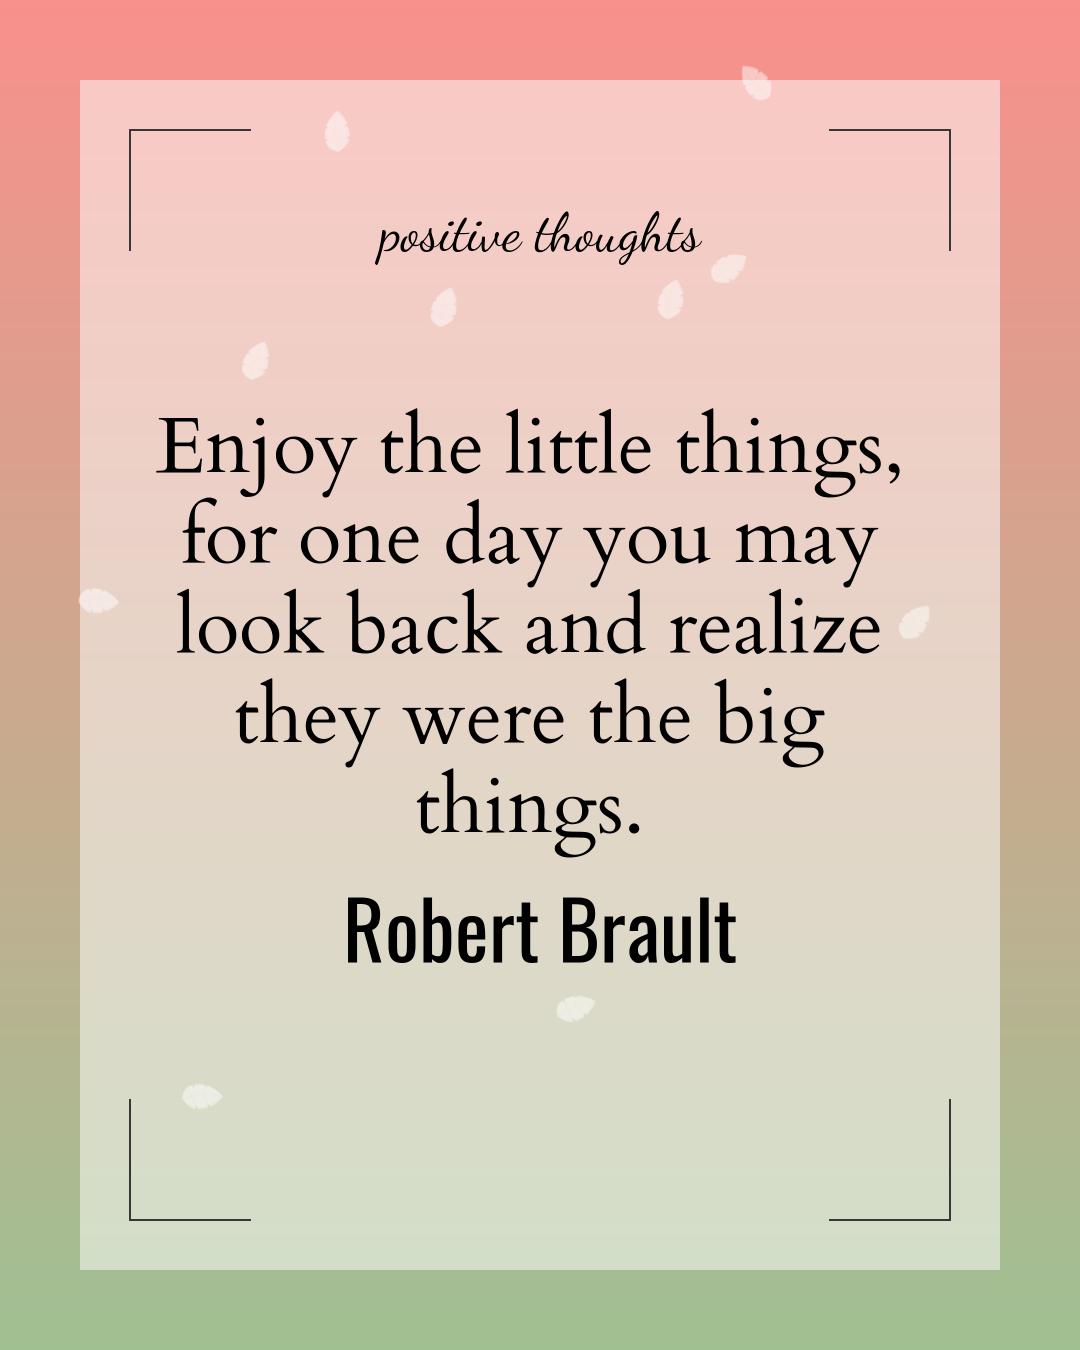 positive thoughts
Enjoy the little things,
for one day you may
look back and realize
they were the big
things.
Robert Brault